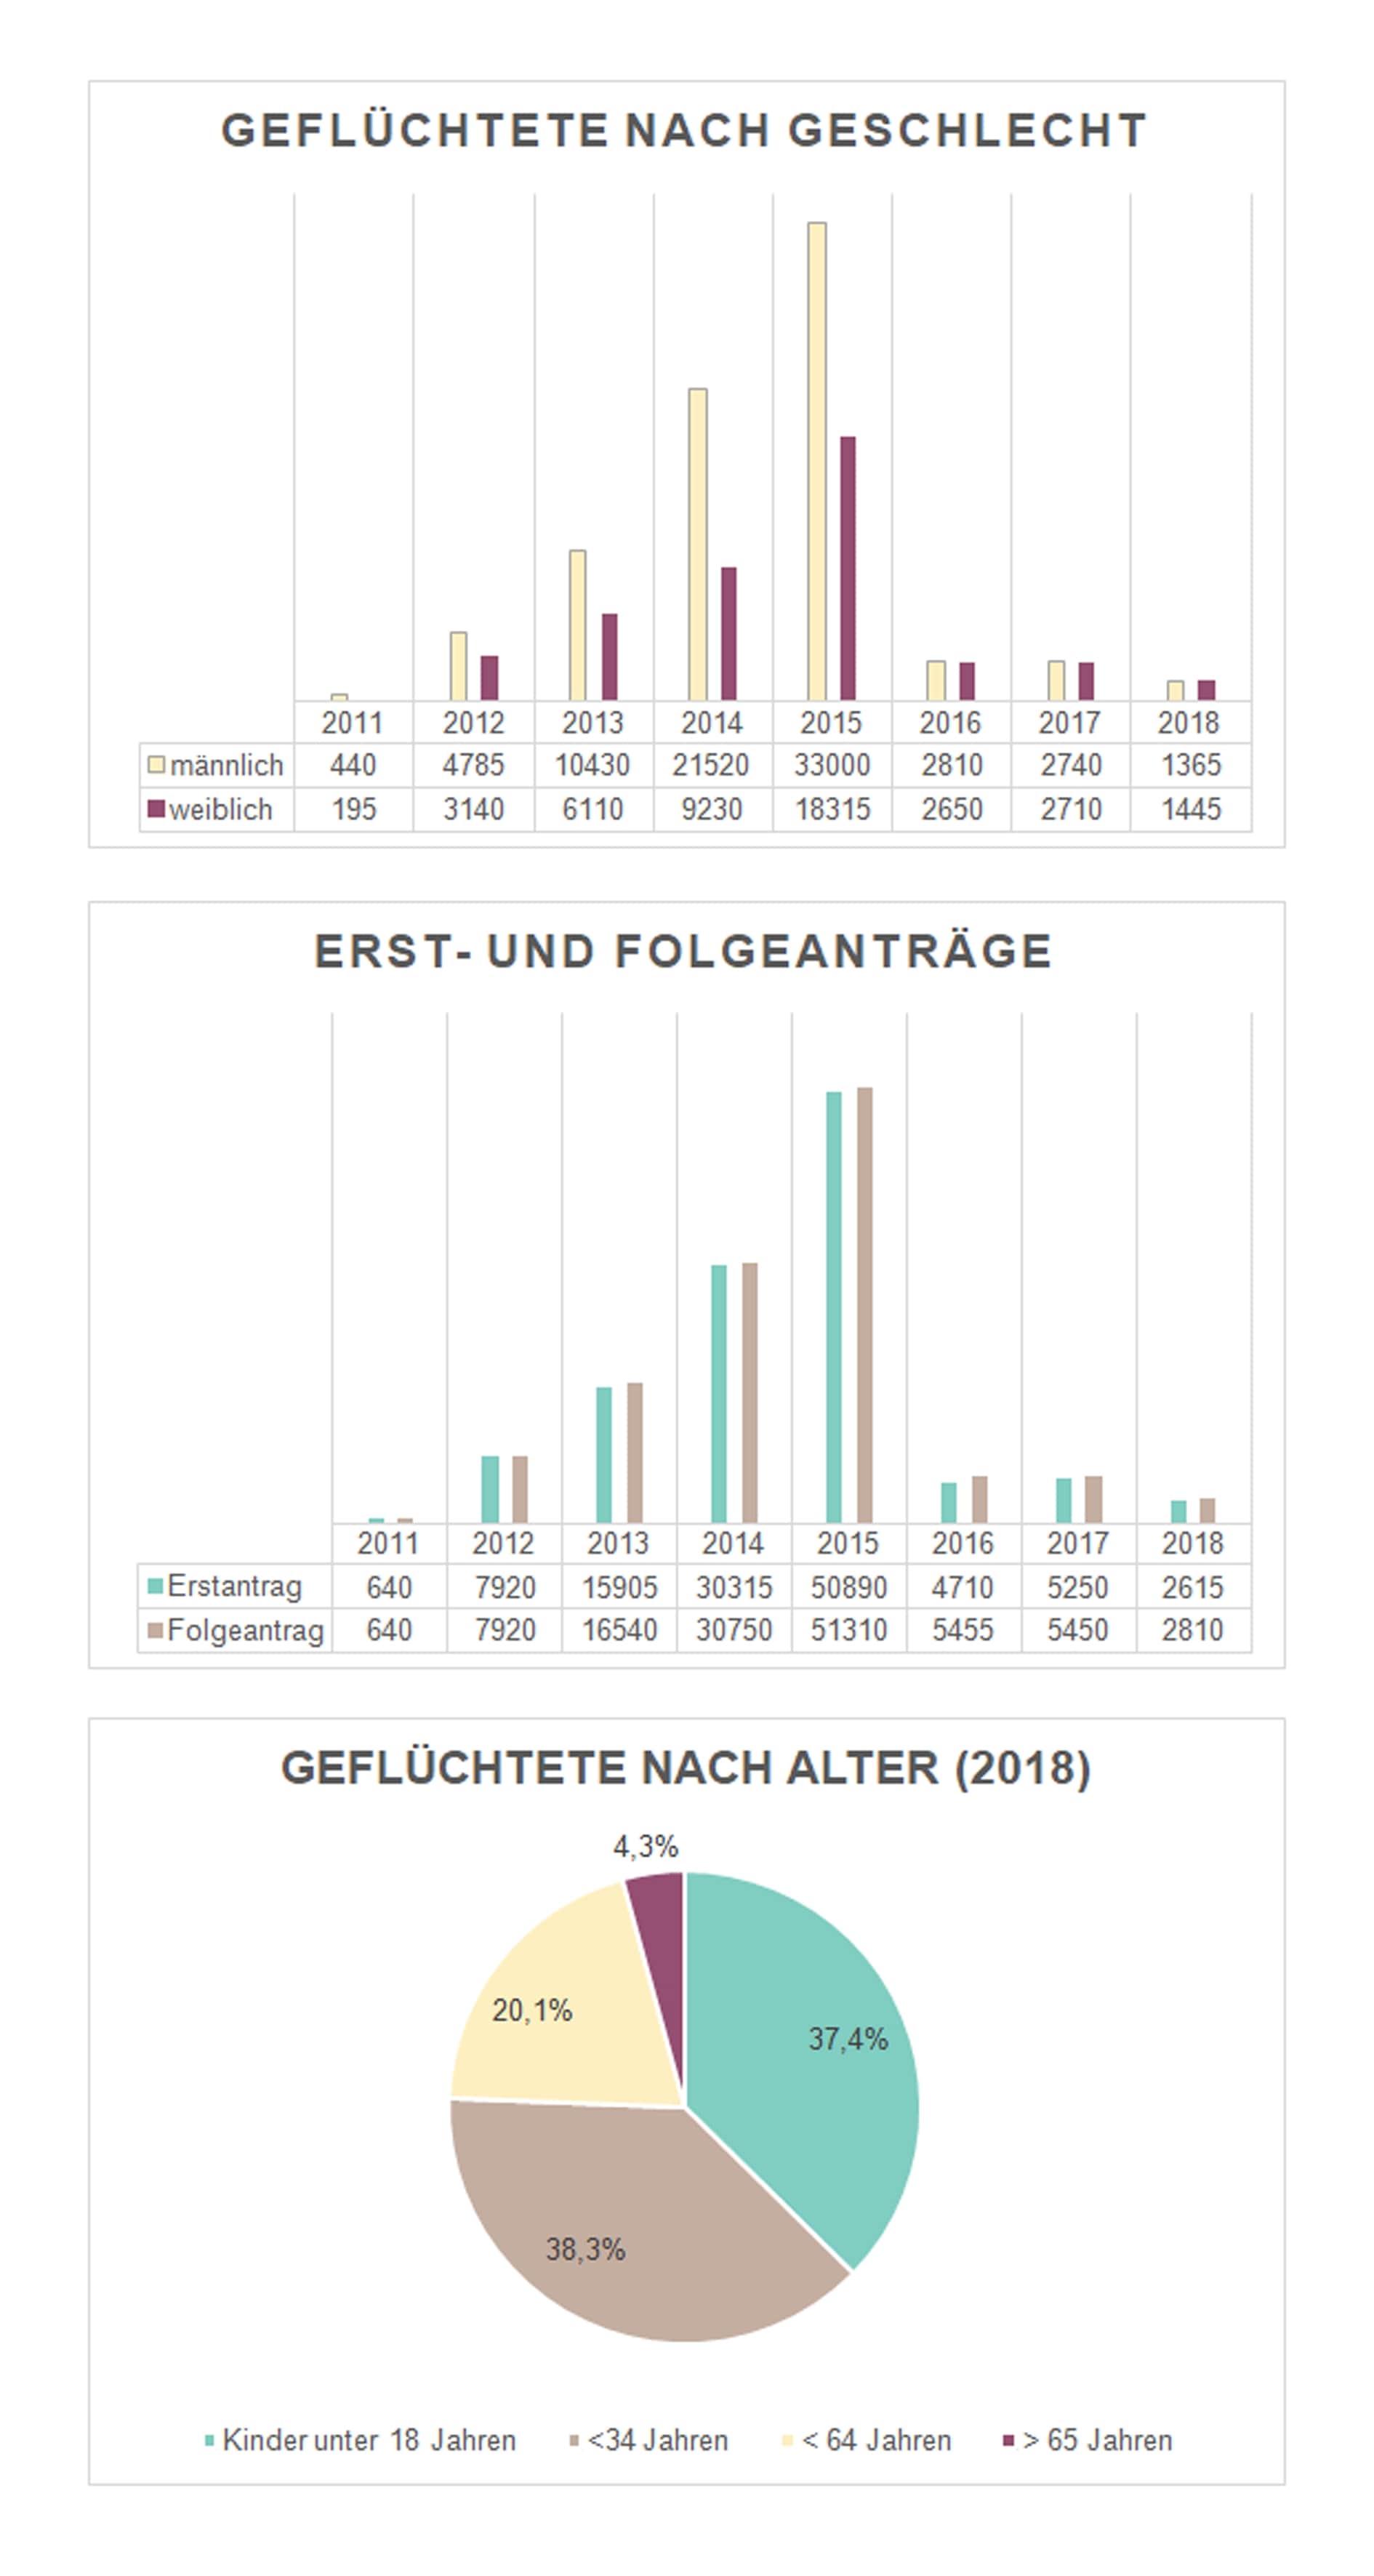 GEFLÜCHTETE NACH GESCHLECHT
2011 2012 2013 2014 2015 2016 2017 2018
männlich 440 4785 10430 21520 33000 2810 2740 1365
weiblich 195 3140 6110 9230 18315 2650 2710 1445
ERST- UND FOLGEANTRÄGE
2011 2012 2013 2014 2015 2016 2017 2018
Erstantrag 640 7920 15905 30315 50890 4710 5250 2615
Folgeantrag 640 7920 16540 30750 51310 5455 5450 2810
GEFLÜCHTETE NACH ALTER (2018)
4,3%
20,1%
37,4%
38,3%
Kinder unter 18 Jahren <34 Jahren < 64 Jahren > 65 Jahren